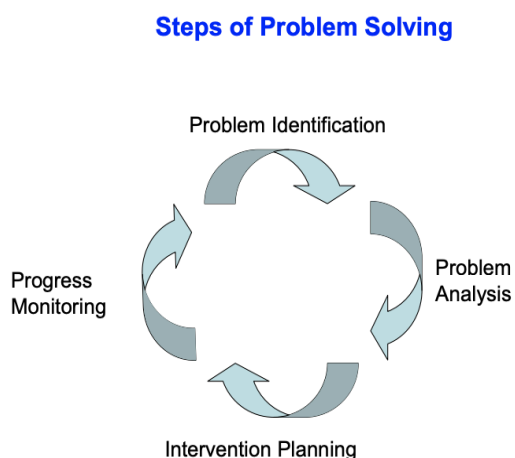 Steps of Problem Solving
Problem Identification
Problem
Analysis
Progress
Monitoring
Intervention Planning